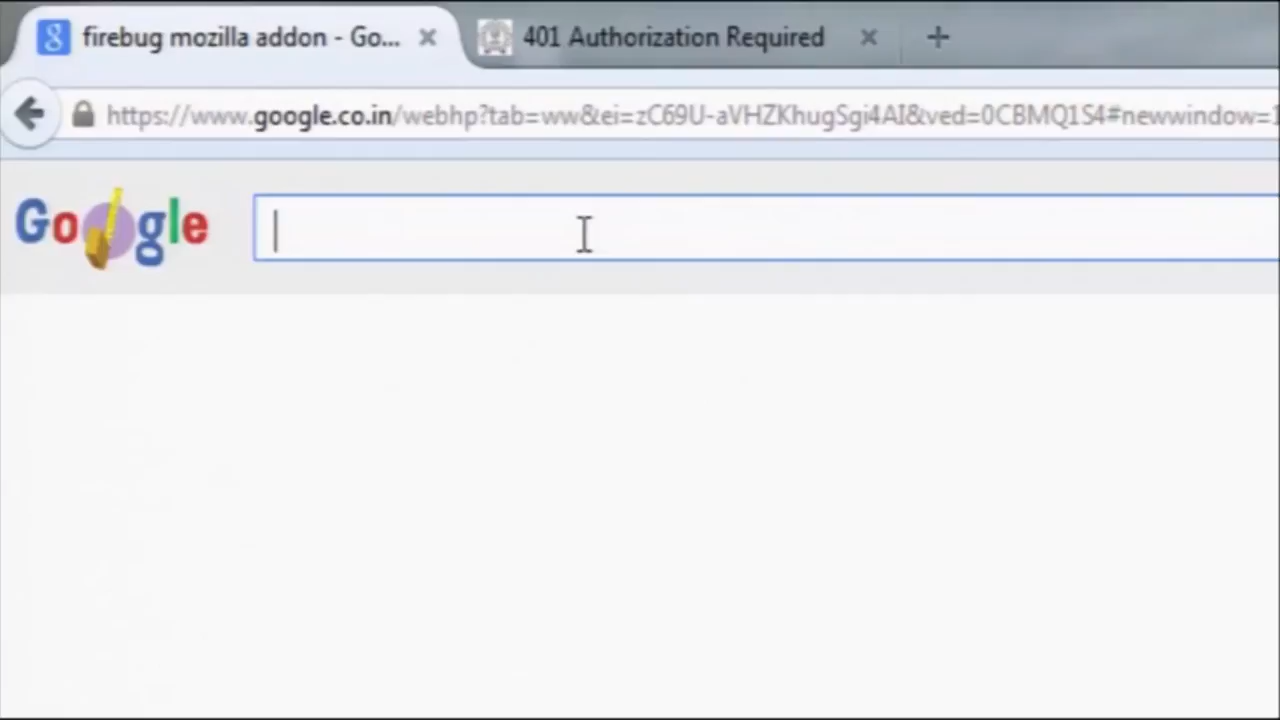 firebug mozilla addon - Go...
401 Authorization Required
https://www.google.co.in/webhp?tab=ww&ei=zC69U-aVHZKhugSgi4AI&ved=0CBMQ1S4#newwindow=
Google